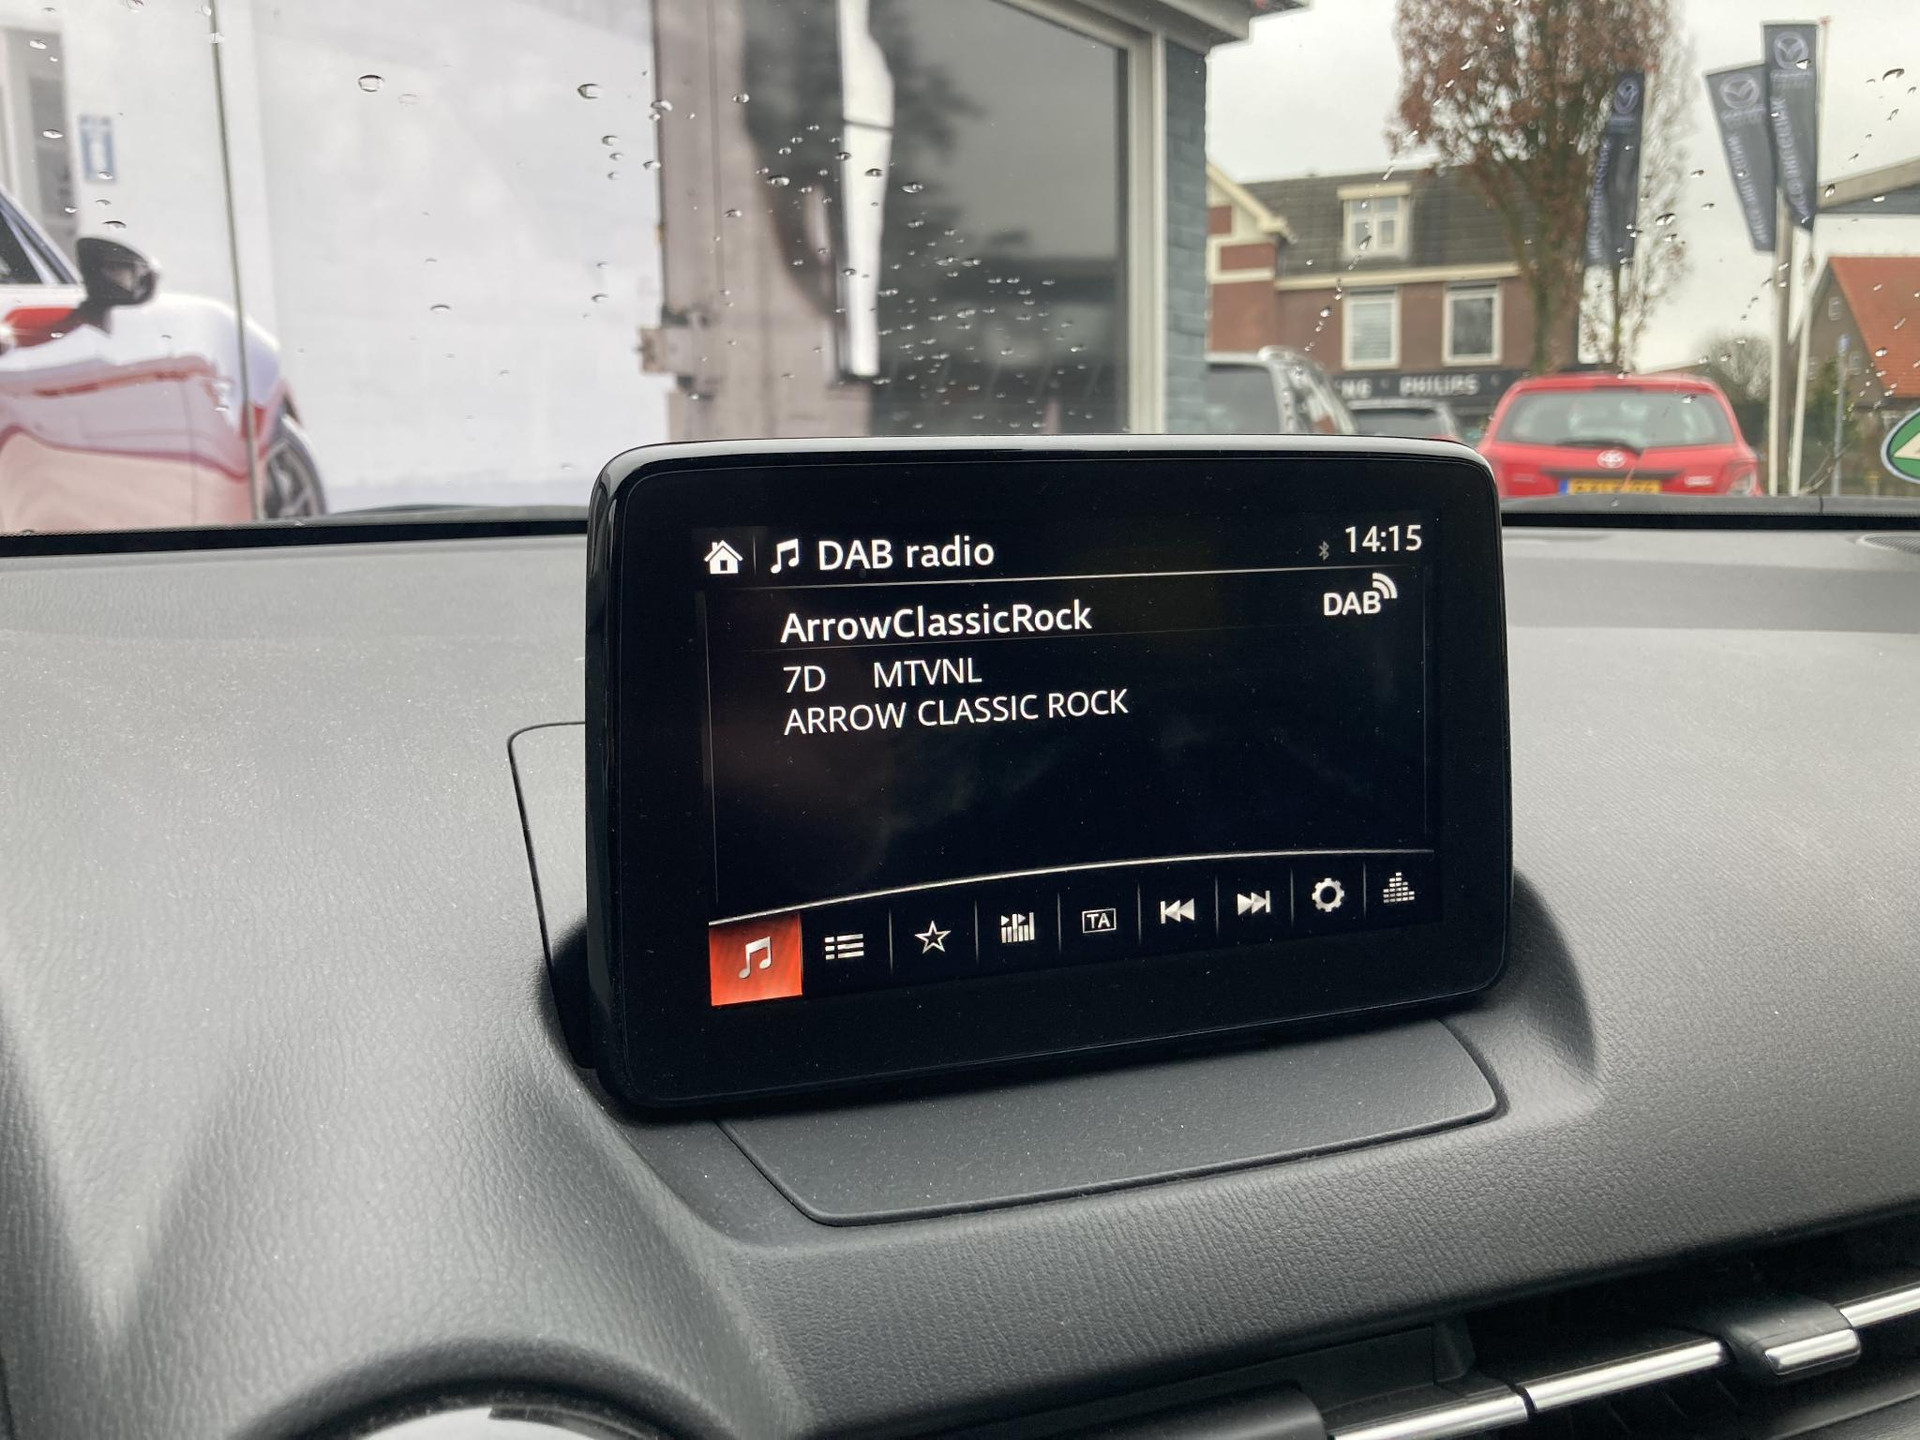 PHILIPS
DAB radio
14:15
ArrowClassicRock
DAB
7D MTVNL
ARROW CLASSIC ROCK
TA